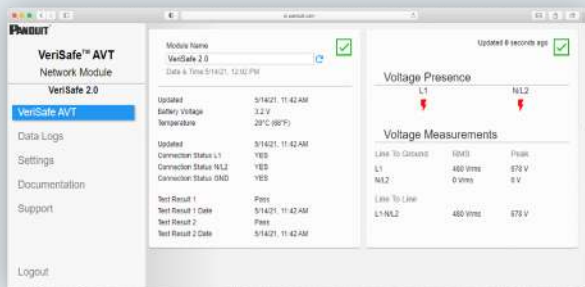 panduit.com
PANDUIT
VeriSafe™ AVT
Network Module
VeriSafe 2.0
VeriSafe AVT
Data Logs
Settings
Documentation
Support
Logout
Module Name
VeriSafe 2.0
Date & Time 5/14/21, 12:02 PM
Updated 5/14/21, 11:42 AM
Battery Voltage 3.2 V
Temperature 20°C (68°F)
Updated 5/14/21, 11:42 AM
Connection Status L1 YES
Connection Status N/L2 YES
Connection Status GND YES
Test Result 1 Pass
Test Result 1 Date 5/14/21, 11:42 AM
Test Result 2 Pass
Test Result 2 Date 5/14/21, 11:42 AM
Updated 8 seconds ago
Voltage Presence
L1 N/L2
Voltage Measurements
Line To Ground RMS Peak
L1 480 Vrms 678 V
N/L2 0 Vrms 0 V
Line To Line
L1-N/L2 480 Vrms 678 V